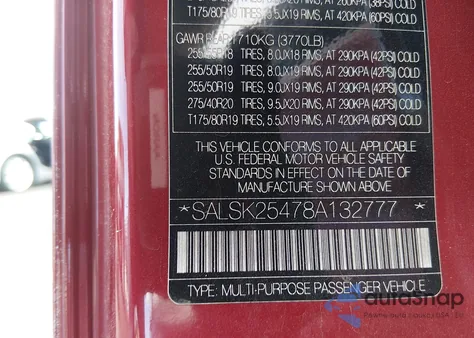 T175/80R19 TIRES, 5.5JX19 RIMS, AT 420KPA (60PSI) COLD
GAWR REAR 1710KG (3770LB)
255/55R18 TIRES, 8.0JX18 RIMS, AT 290KPA (42PSI) COLD
255/50R19 TIRES, 9.0JX19 RIMS, AT 290KPA (42PSI) COLD
255/50R19 TIRES, 9.0JX19 RIMS, AT 290KPA (42PSI) COLD
275/40R20 TIRES, 9.5JX20 RIMS, AT 290KPA (42PSI) COLD
T175/80R19 TIRES, 5.5JX19 RIMS, AT 420KPA (60PSI) COLD
THIS VEHICLE CONFORMS TO ALL APPLICABLE
U.S. FEDERAL MOTOR VEHICLE SAFETY
STANDARDS IN EFFECT ON THE DATE OF
MANUFACTURE SHOWN ABOVE
*SALSK25478A132777*
TYPE: MULTI-PURPOSE PASSENGER VEHICLE
autosnap